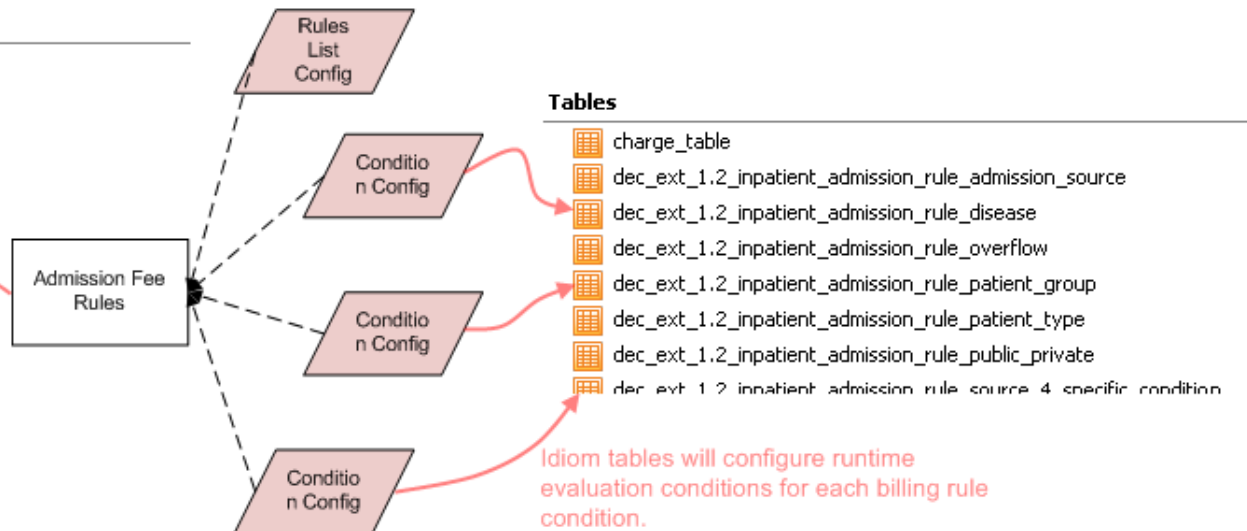 Rules
List
Config
Tables
charge_table
Conditio
n Config
dec_ext_1.2_inpatient_admission_rule_admission_source
dec_ext_1.2_inpatient_admission_rule_disease
dec_ext_1.2_inpatient_admission_rule_overflow
Admission Fee
Rules
dec_ext_1.2_inpatient_admission_rule_patient_group
Conditio
n Config
dec_ext_1.2_inpatient_admission_rule_patient_type
dec_ext_1.2_inpatient_admission_rule_public_private
dec_ext_1.2_inpatient_admission_rule_source_4_specific_condition
Conditio
n Config
Idiom tables will configure runtime
evaluation conditions for each billing rule
condition.